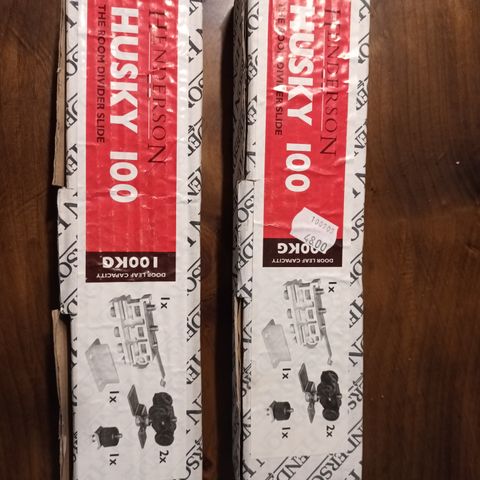 HENDERSON
HUSKY 100
THE ROOM DIVIDER SLIDE
DOOR LEAF CAPACITY
100KG
1x
1x
1x
2x
HENDERSON
HUSKY 100
THE ROOM DIVIDER SLIDE
DOOR LEAF CAPACITY
100KG
1x
1x
1x
2x